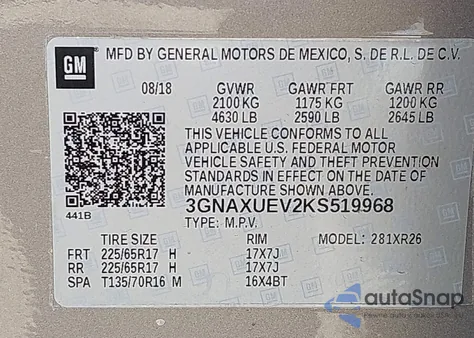 GM
MFD BY GENERAL MOTORS DE MEXICO, S. DE R.L. DE C.V.
08/18 GVWR GAWR FRT GAWR RR
2100 KG 1175 KG 1200 KG
4630 LB 2590 LB 2645 LB
THIS VEHICLE CONFORMS TO ALL
APPLICABLE U.S. FEDERAL MOTOR
VEHICLE SAFETY AND THEFT PREVENTION
STANDARDS IN EFFECT ON THE DATE OF
MANUFACTURE SHOWN ABOVE.
441B
3GNAXUEV2KS519968
TYPE: M.P.V.
TIRE SIZE RIM MODEL: 281XR26
FRT 225/65R17 H 17X7J
RR 225/65R17 H 17X7J
SPA T135/70R16 M 16X4BT
autoSnap